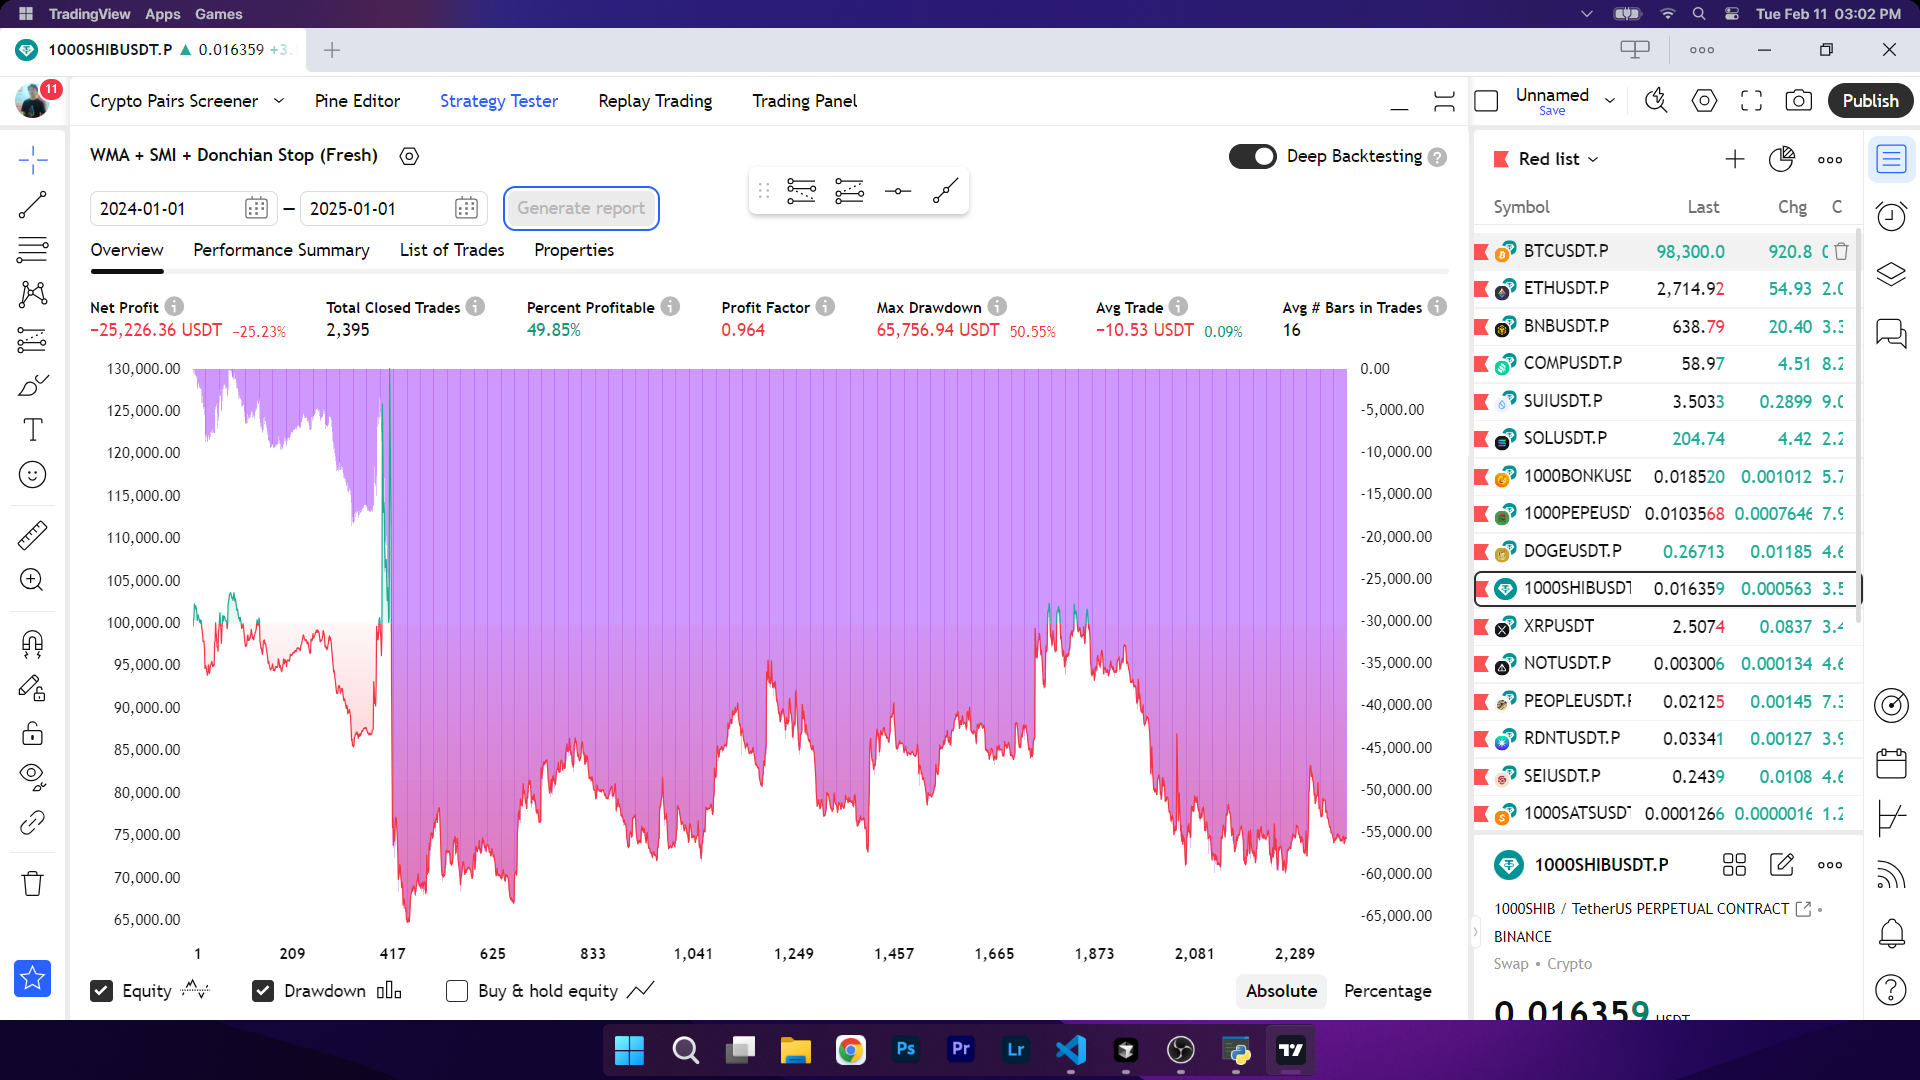 TradingView Apps Games Tue Feb 11 03:02 PM
1000SHIBUSDT.P ▲ 0.016359 +3.
11 Crypto Pairs Screener Pine Editor Strategy Tester Replay Trading Trading Panel Unnamed Save Publish
WMA + SMI + Donchian Stop (Fresh) Deep Backtesting
2024-01-01 – 2025-01-01 Generate report
Overview Performance Summary List of Trades Properties
Net Profit Total Closed Trades Percent Profitable Profit Factor Max Drawdown Avg Trade Avg # Bars in Trades
−25,226.36 USDT −25.23% 2,395 49.85% 0.964 65,756.94 USDT 50.55% −10.53 USDT 0.09% 16
130,000.00 0.00
125,000.00 -5,000.00
120,000.00 -10,000.00
115,000.00 -15,000.00
110,000.00 -20,000.00
105,000.00 -25,000.00
100,000.00 -30,000.00
95,000.00 -35,000.00
90,000.00 -40,000.00
85,000.00 -45,000.00
80,000.00 -50,000.00
75,000.00 -55,000.00
70,000.00 -60,000.00
65,000.00 -65,000.00
1 209 417 625 833 1,041 1,249 1,457 1,665 1,873 2,081 2,289
Equity Drawdown Buy & hold equity Absolute Percentage
Red list
Symbol Last Chg C
BTCUSDT.P 98,300.0 920.8
ETHUSDT.P 2,714.92 54.93 2.0
BNBUSDT.P 638.79 20.40 3.3
COMPUSDT.P 58.97 4.51 8.2
SUIUSDT.P 3.5033 0.2899 9.0
SOLUSDT.P 204.74 4.42 2.2
1000BONKUSD 0.018520 0.001012 5.7
1000PEPEUSDT 0.0103568 0.0007646 7.9
DOGEUSDT.P 0.26713 0.01185 4.6
1000SHIBUSDT 0.016359 0.000563 3.5
XRPUSDT 2.5074 0.0837 3.4
NOTUSDT.P 0.003006 0.000134 4.6
PEOPLEUSDT.P 0.02125 0.00145 7.3
RDNTUSDT.P 0.03341 0.00127 3.9
SEIUSDT.P 0.2439 0.0108 4.6
1000SATSUSDT 0.0001266 0.0000016 1.2
1000SHIBUSDT.P
1000SHIB / TetherUS PERPETUAL CONTRACT •
BINANCE
Swap • Crypto
0.016359 USDT
Ps Pr Lr